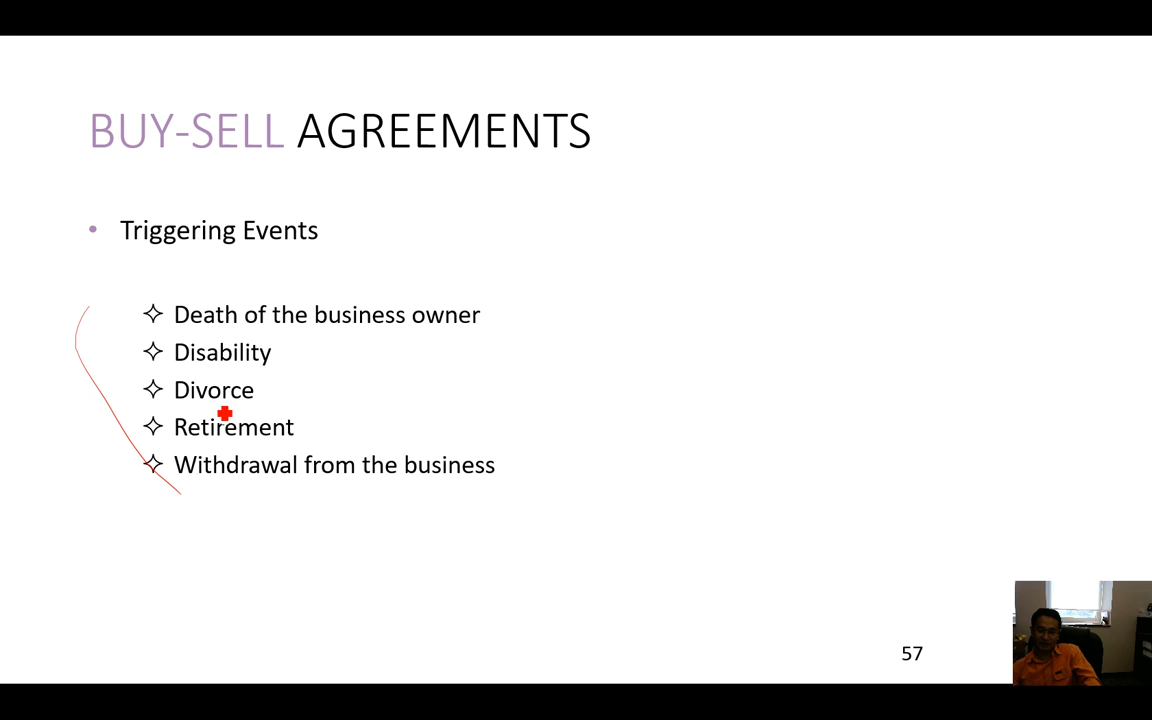 BUY-SELL AGREEMENTS
• Triggering Events
✧ Death of the business owner
✧ Disability
✧ Divorce
✧ Retirement
✧ Withdrawal from the business
57